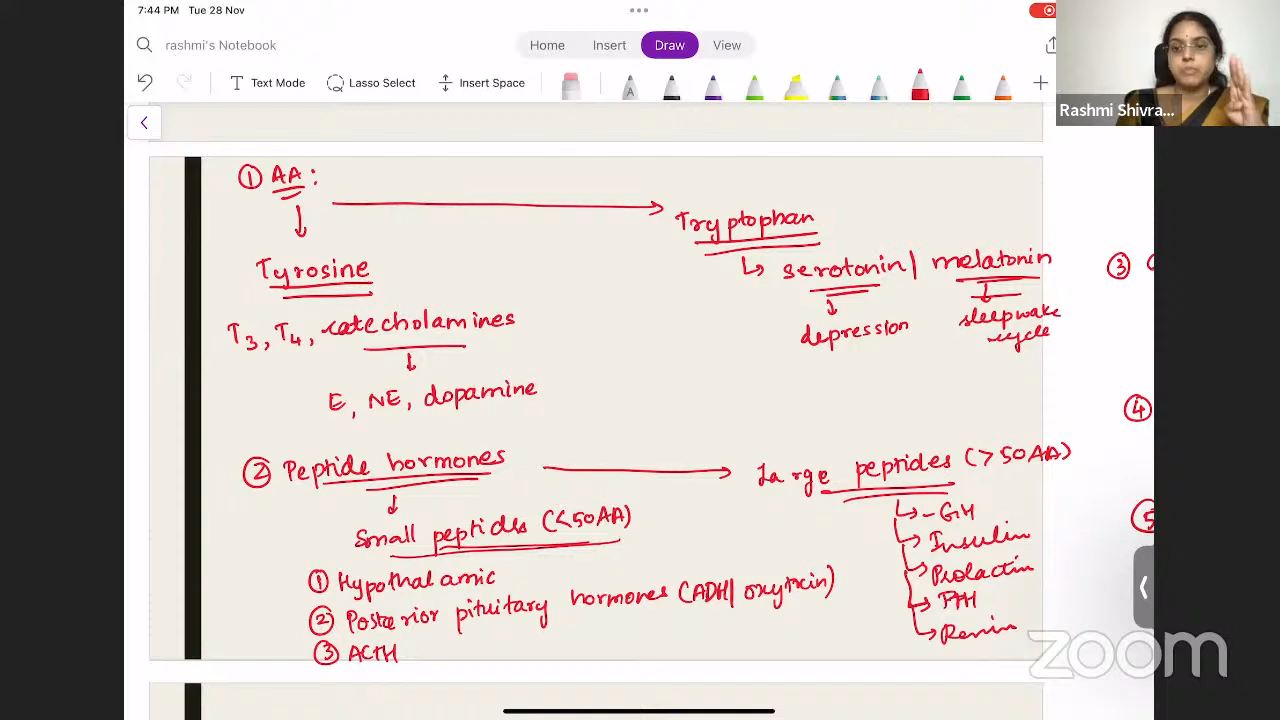 7:44 PM Tue 28 Nov
rashmi's Notebook
Home Insert Draw View
Text Mode Lasso Select Insert Space
Rashmi Shivra...
① AA:
Tryptophan
Tyrosine
serotonin/ melatonin
depression
sleepwake
cycle
T3, T4, catecholamines
E, NE, dopamine
③
④
② Peptide hormones
Large peptides (>50AA)
Small peptides (<50AA)
- GH
Insulin
Prolactin
PTH
Renin
① Hypothalamic
② Posterior pituitary hormones (ADH/ oxytocin)
③ ACTH
⑤
zoom